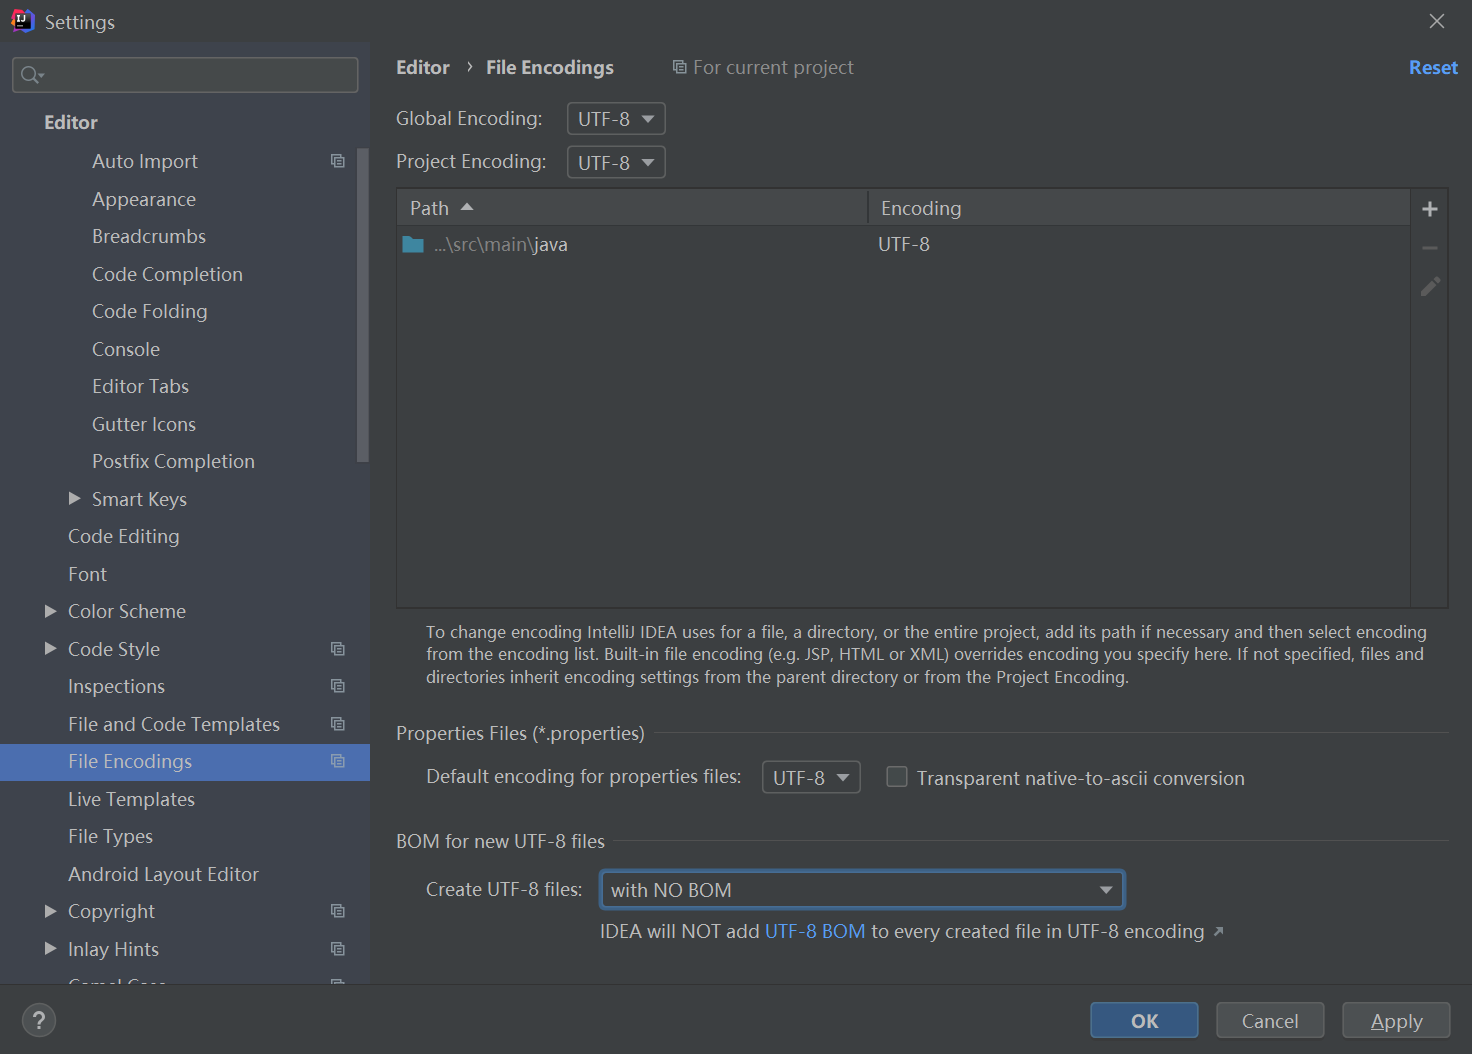 Settings
Editor › File Encodings For current project Reset
Editor
Auto Import
Appearance
Breadcrumbs
Code Completion
Code Folding
Console
Editor Tabs
Gutter Icons
Postfix Completion
Smart Keys
Code Editing
Font
Color Scheme
Code Style
Inspections
File and Code Templates
File Encodings
Live Templates
File Types
Android Layout Editor
Copyright
Inlay Hints
Global Encoding: UTF-8
Project Encoding: UTF-8
Path Encoding
...\src\main\java UTF-8
To change encoding IntelliJ IDEA uses for a file, a directory, or the entire project, add its path if necessary and then select encoding
from the encoding list. Built-in file encoding (e.g. JSP, HTML or XML) overrides encoding you specify here. If not specified, files and
directories inherit encoding settings from the parent directory or from the Project Encoding.
Properties Files (*.properties)
Default encoding for properties files: UTF-8 Transparent native-to-ascii conversion
BOM for new UTF-8 files
Create UTF-8 files: with NO BOM
IDEA will NOT add UTF-8 BOM to every created file in UTF-8 encoding ↗
? OK Cancel Apply